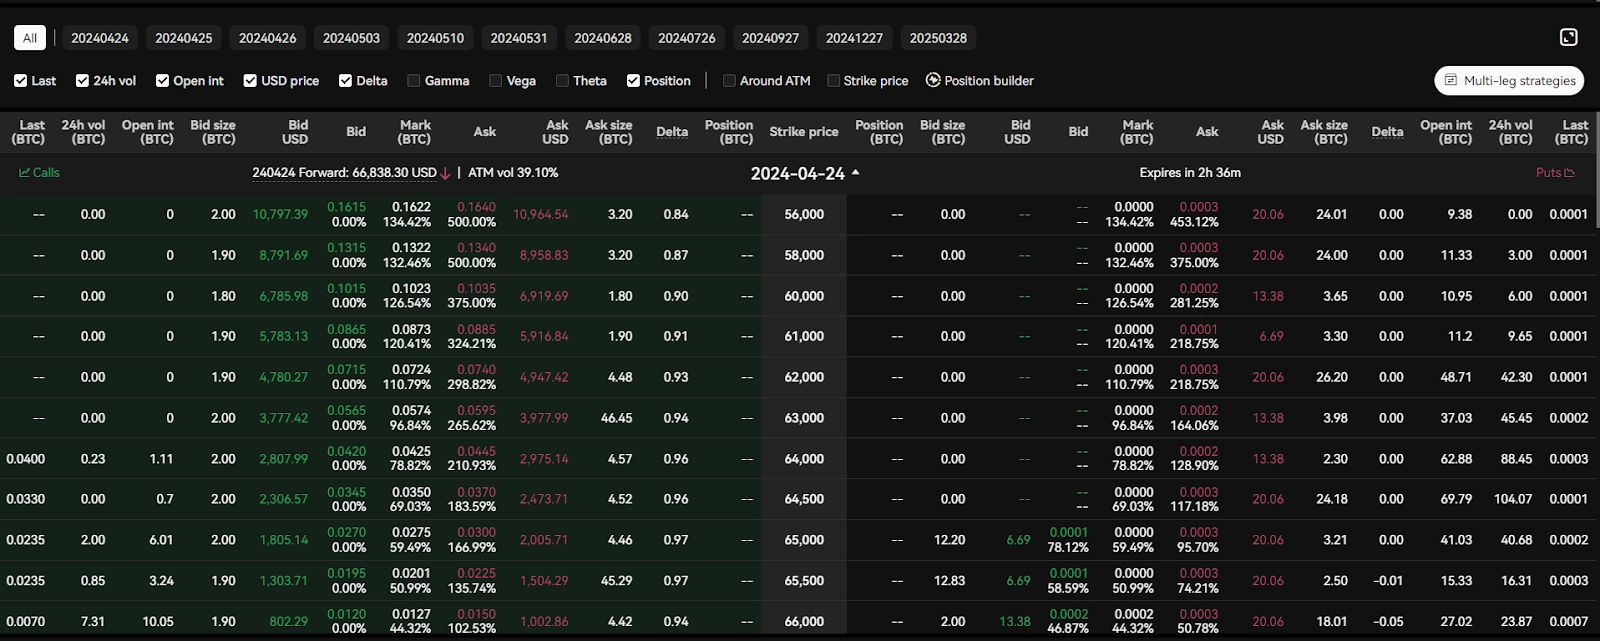 All | 20240424 20240425 20240426 20240503 20240510 20240531 20240628 20240726 20240927 20241227 20250328
Last 24h vol Open int USD price Delta Gamma Vega Theta Position | Around ATM Strike price Position builder Multi-leg strategies
Last (BTC) 24h vol (BTC) Open int (BTC) Bid size (BTC) Bid USD Bid Mark (BTC) Ask Ask USD Ask size (BTC) Delta Position (BTC) Strike price Position (BTC) Bid size (BTC) Bid USD Bid Mark (BTC) Ask Ask USD Ask size (BTC) Delta Open int (BTC) 24h vol (BTC) Last (BTC)
Calls 240424 Forward: 66,838.30 USD | ATM vol 39.10% 2024-04-24 Expires in 2h 36m Puts
-- 0.00 0 2.00 10,797.39 0.1615 0.00% 0.1622 134.42% 0.1640 500.00% 10,964.54 3.20 0.84 -- 56,000 -- 0.00 -- -- -- 0.0000 134.42% 0.0003 453.12% 20.06 24.01 0.00 9.38 0.00 0.0001
-- 0.00 0 1.90 8,791.69 0.1315 0.00% 0.1322 132.46% 0.1340 500.00% 8,958.83 3.20 0.87 -- 58,000 -- 0.00 -- -- -- 0.0000 132.46% 0.0003 375.00% 20.06 24.00 0.00 11.33 3.00 0.0001
-- 0.00 0 1.80 6,785.98 0.1015 0.00% 0.1023 126.54% 0.1035 375.00% 6,919.69 1.80 0.90 -- 60,000 -- 0.00 -- -- -- 0.0000 126.54% 0.0002 281.25% 13.38 3.65 0.00 10.95 6.00 0.0001
-- 0.00 0 1.90 5,783.13 0.0865 0.00% 0.0873 120.41% 0.0885 324.21% 5,916.84 1.90 0.91 -- 61,000 -- 0.00 -- -- -- 0.0000 120.41% 0.0001 218.75% 6.69 3.30 0.00 11.2 9.65 0.0001
-- 0.00 0 1.90 4,780.27 0.0715 0.00% 0.0724 110.79% 0.0740 298.82% 4,947.42 4.48 0.93 -- 62,000 -- 0.00 -- -- -- 0.0000 110.79% 0.0003 218.75% 20.06 26.20 0.00 48.71 42.30 0.0001
-- 0.00 0 2.00 3,777.42 0.0565 0.00% 0.0574 96.84% 0.0595 265.62% 3,977.99 46.45 0.94 -- 63,000 -- 0.00 -- -- -- 0.0000 96.84% 0.0002 164.06% 13.38 3.98 0.00 37.03 45.45 0.0002
0.0400 0.23 1.11 2.00 2,807.99 0.0420 0.00% 0.0425 78.82% 0.0445 210.93% 2,975.14 4.57 0.96 -- 64,000 -- 0.00 -- -- -- 0.0000 78.82% 0.0002 128.90% 13.38 2.30 0.00 62.88 88.45 0.0003
0.0330 0.00 0.7 2.00 2,306.57 0.0345 0.00% 0.0350 69.03% 0.0370 183.59% 2,473.71 4.52 0.96 -- 64,500 -- 0.00 -- -- -- 0.0000 69.03% 0.0003 117.18% 20.06 24.18 0.00 69.79 104.07 0.0001
0.0235 2.00 6.01 2.00 1,805.14 0.0270 0.00% 0.0275 59.49% 0.0300 166.99% 2,005.71 4.46 0.97 -- 65,000 -- 12.20 6.69 0.0001 78.12% 0.0000 59.49% 0.0003 95.70% 20.06 3.21 0.00 41.03 40.68 0.0002
0.0235 0.85 3.24 1.90 1,303.71 0.0195 0.00% 0.0201 50.99% 0.0225 135.74% 1,504.29 45.29 0.97 -- 65,500 -- 12.83 6.69 0.0001 58.59% 0.0000 50.99% 0.0003 74.21% 20.06 2.50 -0.01 15.33 16.31 0.0003
0.0070 7.31 10.05 1.90 802.29 0.0120 0.00% 0.0127 44.32% 0.0150 102.53% 1,002.86 4.42 0.94 -- 66,000 -- 2.00 13.38 0.0002 46.87% 0.0002 44.32% 0.0003 50.78% 20.06 18.01 -0.05 27.02 23.87 0.0007